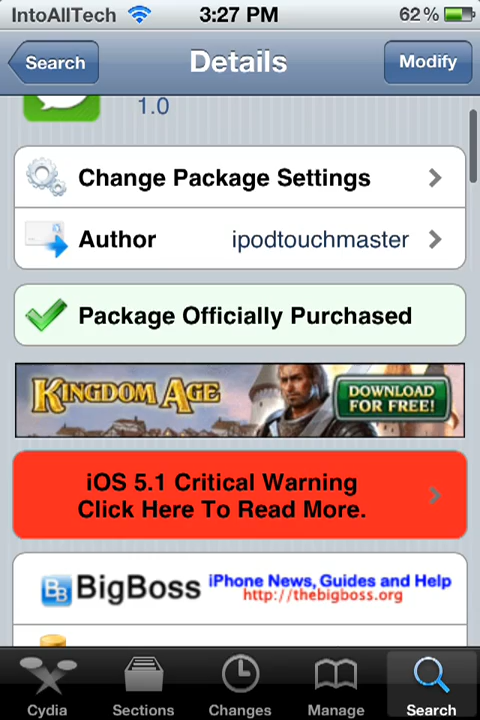 IntoAllTech 3:27 PM 62%
Search Details Modify
1.0
Change Package Settings
Author ipodtouchmaster
Package Officially Purchased
KINGDOM AGE
DOWNLOAD
FOR FREE!
iOS 5.1 Critical Warning
Click Here To Read More.
BB BigBoss iPhone News, Guides and Help
http://thebigboss.org
Cydia Sections Changes Manage Search